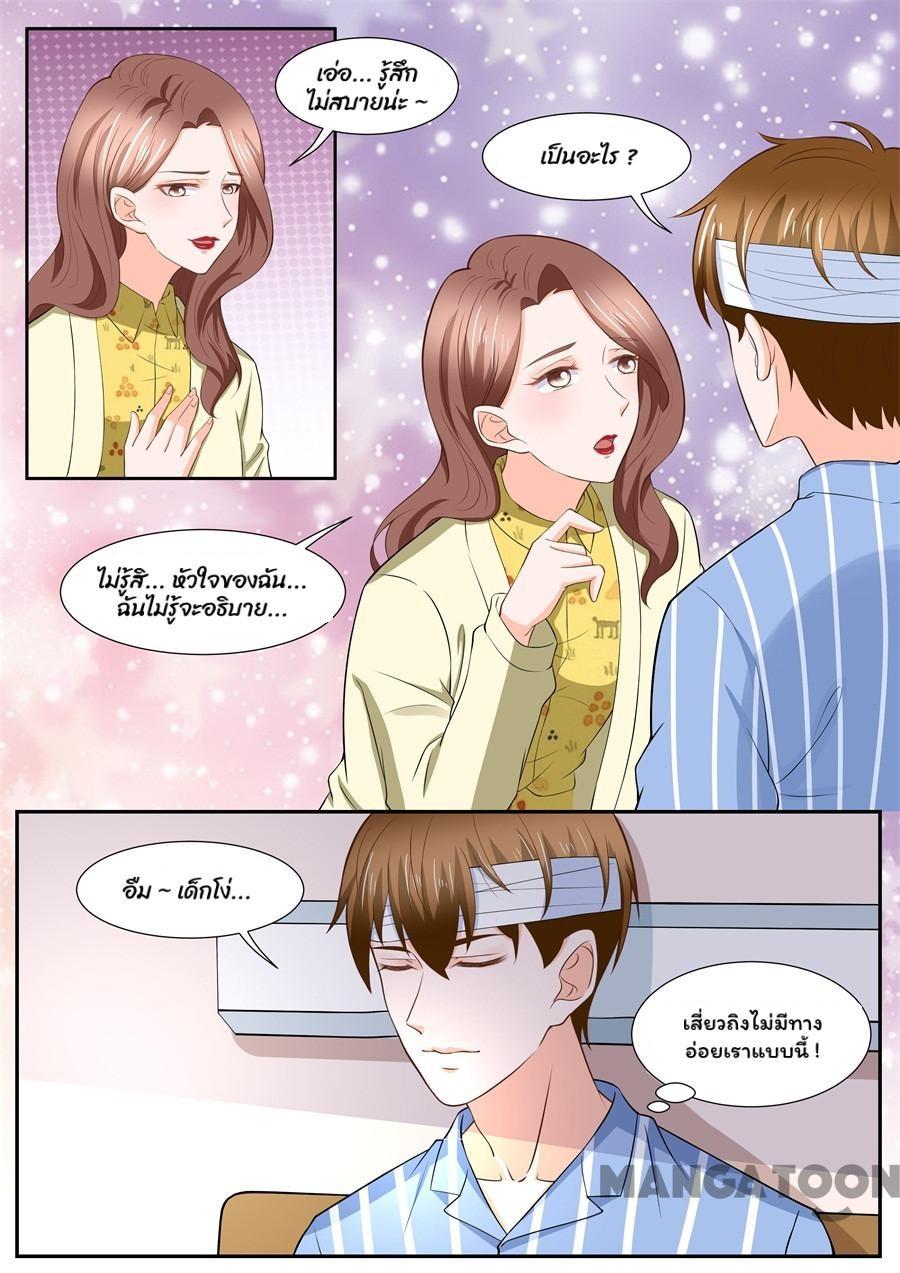 เอ่อ... รู้สึก
ไม่สบายน่ะ ~
เป็นอะไร ?
ไม่รู้สิ... หัวใจของฉัน...
ฉันไม่รู้จะอธิบาย...
อืม ~ เด็กโง่...
เสี่ยวถิงไม่มีทาง
อ่อยเราแบบนี้ !
MANGATOON